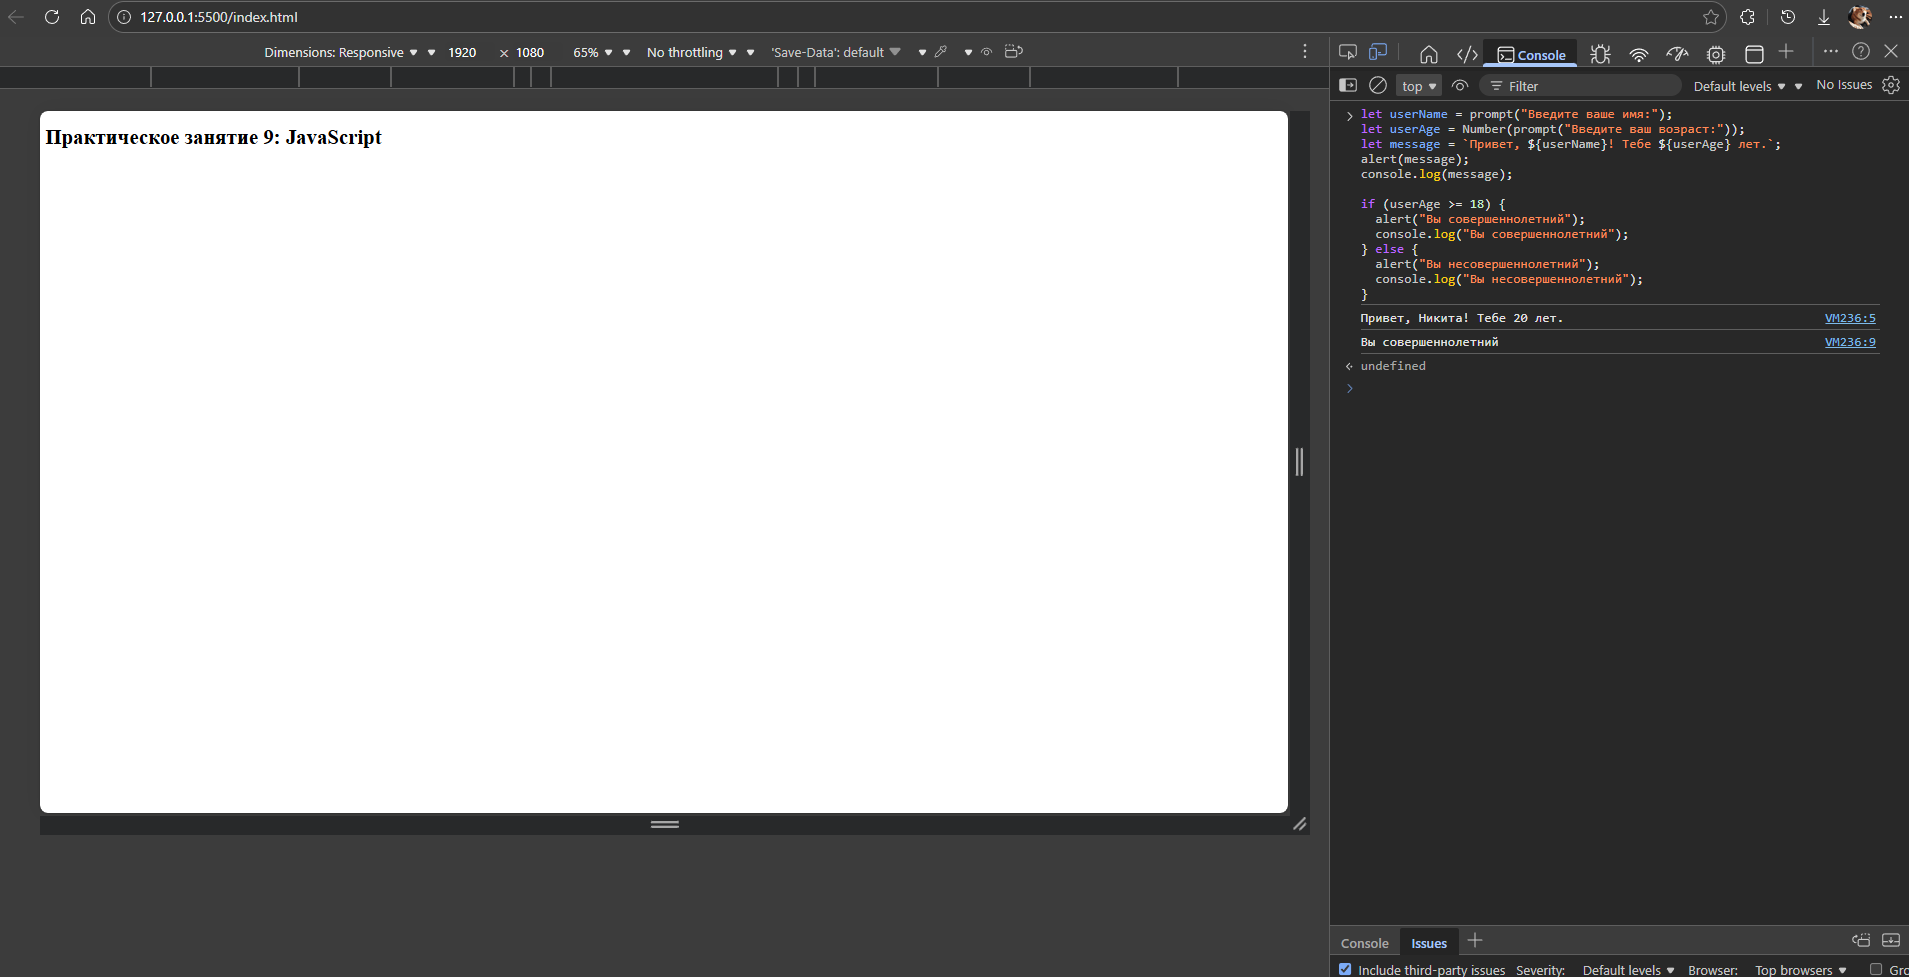 127.0.0.1:5500/index.html
Dimensions: Responsive 1920 × 1080 65% No throttling 'Save-Data': default
Практическое занятие 9: JavaScript
Console
top Filter Default levels No Issues
let userName = prompt("Введите ваше имя:");
let userAge = Number(prompt("Введите ваш возраст:"));
let message = `Привет, ${userName}! Тебе ${userAge} лет.`;
alert(message);
console.log(message);
if (userAge >= 18) {
  alert("Вы совершеннолетний");
  console.log("Вы совершеннолетний");
} else {
  alert("Вы несовершеннолетний");
  console.log("Вы несовершеннолетний");
}
Привет, Никита! Тебе 20 лет. VM236:5
Вы совершеннолетний VM236:9
undefined
Console Issues
Include third-party issues Severity: Default levels Browser: Top browsers Gro